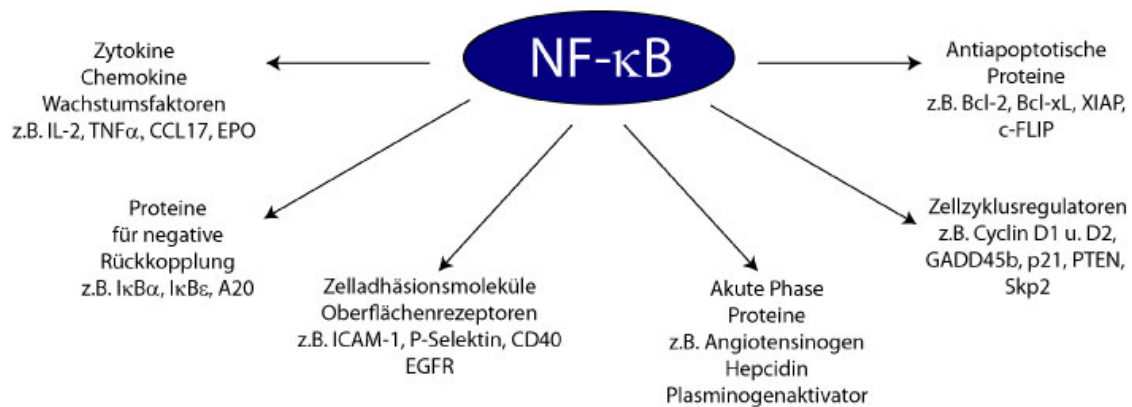 NF-κB
Zytokine
Chemokine
Wachstumsfaktoren
z.B. IL-2, TNFα, CCL17, EPO
Antiapoptotische
Proteine
z.B. Bcl-2, Bcl-xL, XIAP,
c-FLIP
Proteine
für negative
Rückkopplung
z.B. IκBα, IκBε, A20
Zelladhäsionsmoleküle
Oberflächenrezeptoren
z.B. ICAM-1, P-Selektin, CD40
EGFR
Akute Phase
Proteine
z.B. Angiotensinogen
Hepcidin
Plasminogenaktivator
Zellzyklusregulatoren
z.B. Cyclin D1 u. D2,
GADD45b, p21, PTEN,
Skp2